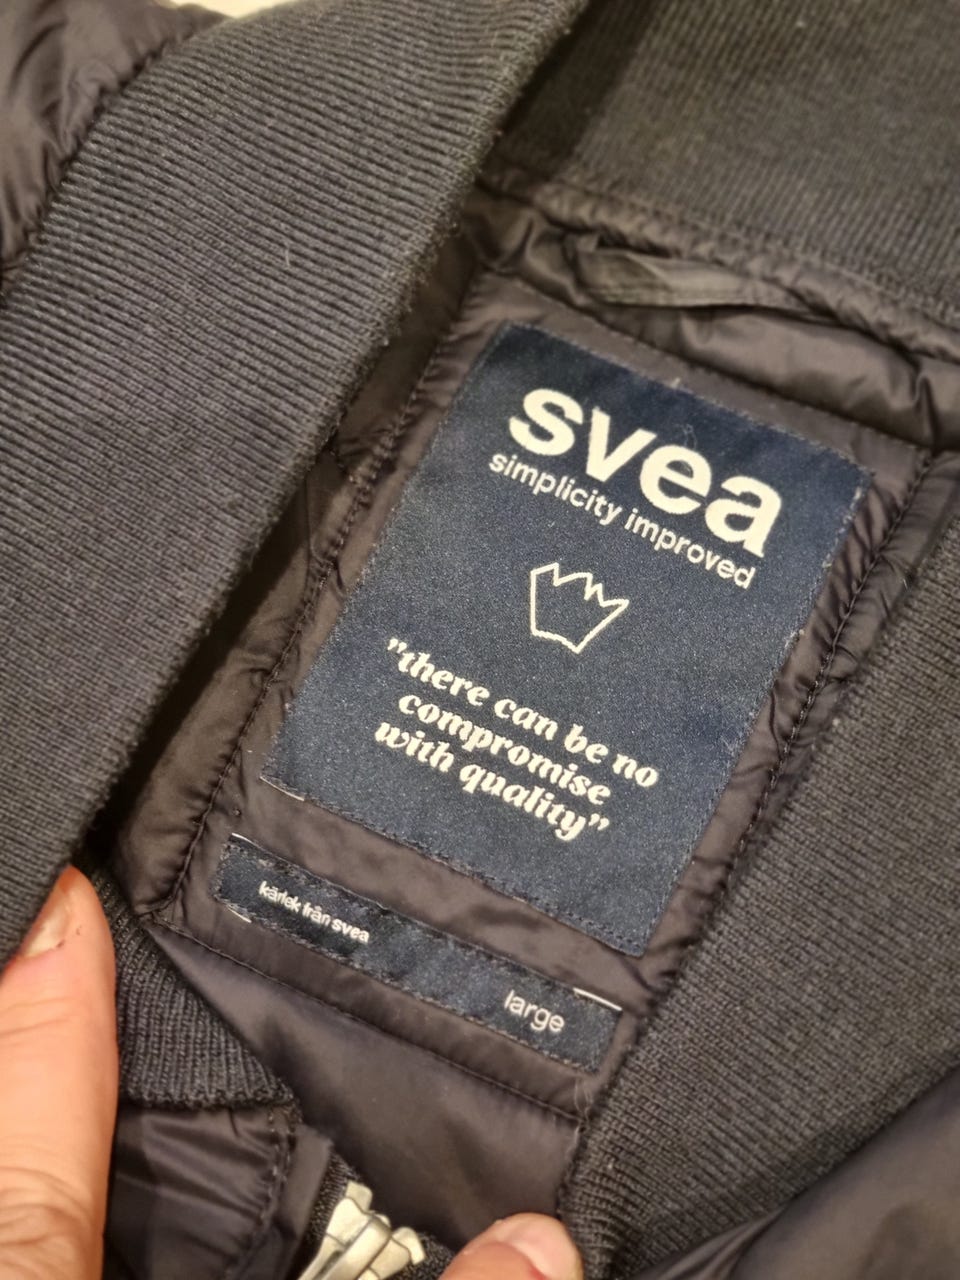 svea
simplicity improved
"there can be no
compromise
with quality"
kärlek från svea
large